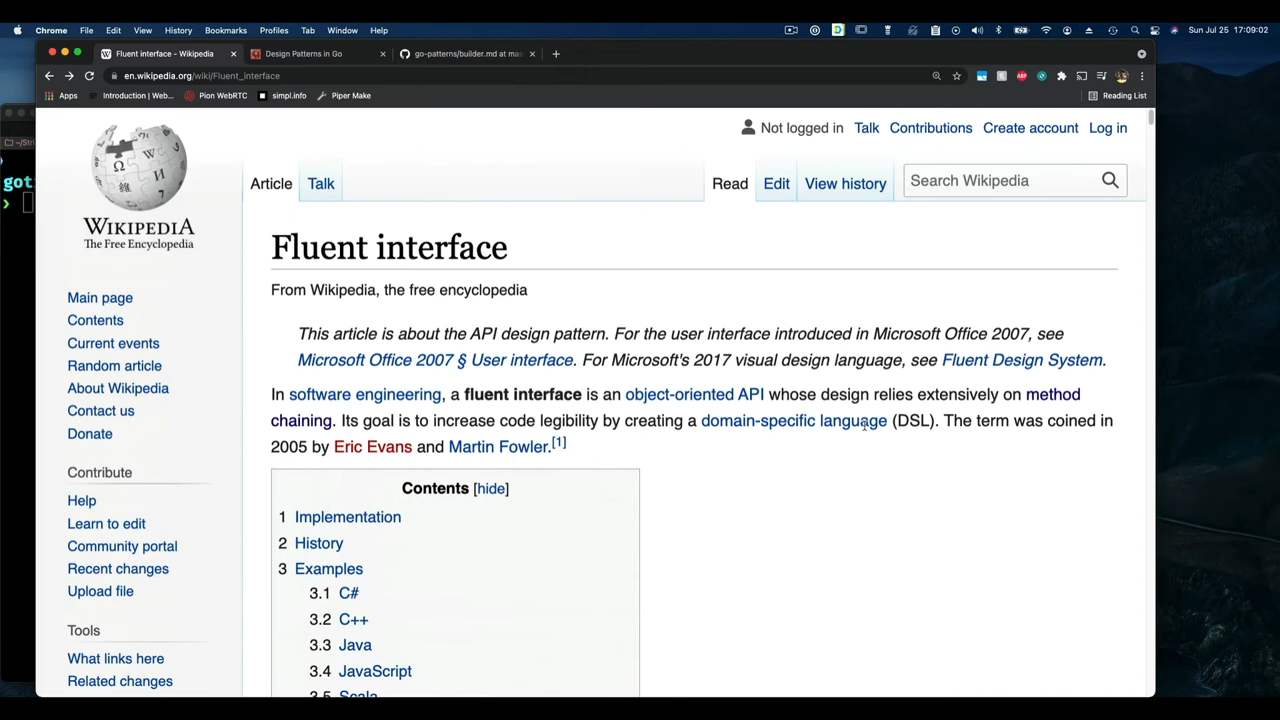 Chrome File Edit View History Bookmarks Profiles Tab Window Help Sun Jul 25 17:09:02
Fluent interface - Wikipedia Design Patterns in Go go-patterns/builder.md at ma
en.wikipedia.org/wiki/Fluent_interface
Apps Introduction | Web... Pion WebRTC simpl.info Piper Make Reading List
Not logged in Talk Contributions Create account Log in
Article Talk Read Edit View history Search Wikipedia
WIKIPEDIA
The Free Encyclopedia
Main page
Contents
Current events
Random article
About Wikipedia
Contact us
Donate
Contribute
Help
Learn to edit
Community portal
Recent changes
Upload file
Tools
What links here
Related changes
Fluent interface
From Wikipedia, the free encyclopedia
This article is about the API design pattern. For the user interface introduced in Microsoft Office 2007, see
Microsoft Office 2007 § User interface. For Microsoft's 2017 visual design language, see Fluent Design System.
In software engineering, a fluent interface is an object-oriented API whose design relies extensively on method
chaining. Its goal is to increase code legibility by creating a domain-specific language (DSL). The term was coined in
2005 by Eric Evans and Martin Fowler.[1]
Contents [hide]
1 Implementation
2 History
3 Examples
3.1 C#
3.2 C++
3.3 Java
3.4 JavaScript
3.5 Scala